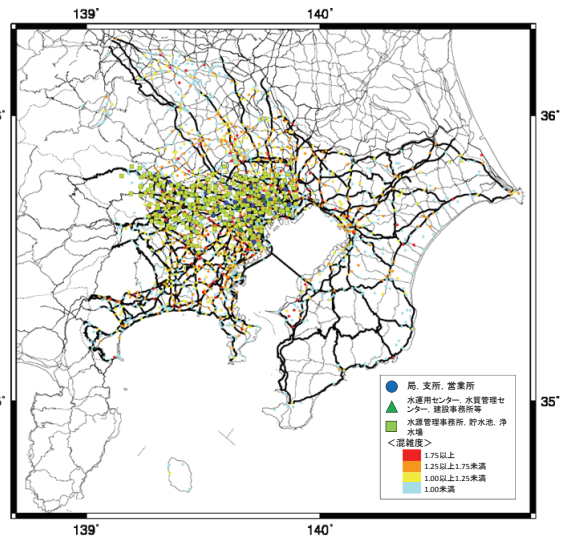 139°
140°
36°
局，支所，営業所
水運用センター，水質管理セ
ンター，建設事務所等
水源管理事務所，貯水池，浄
水場
＜混雑度＞
1.75以上
1.25以上1.75未満
1.00以上1.25未満
1.00未満
35°
139°
140°